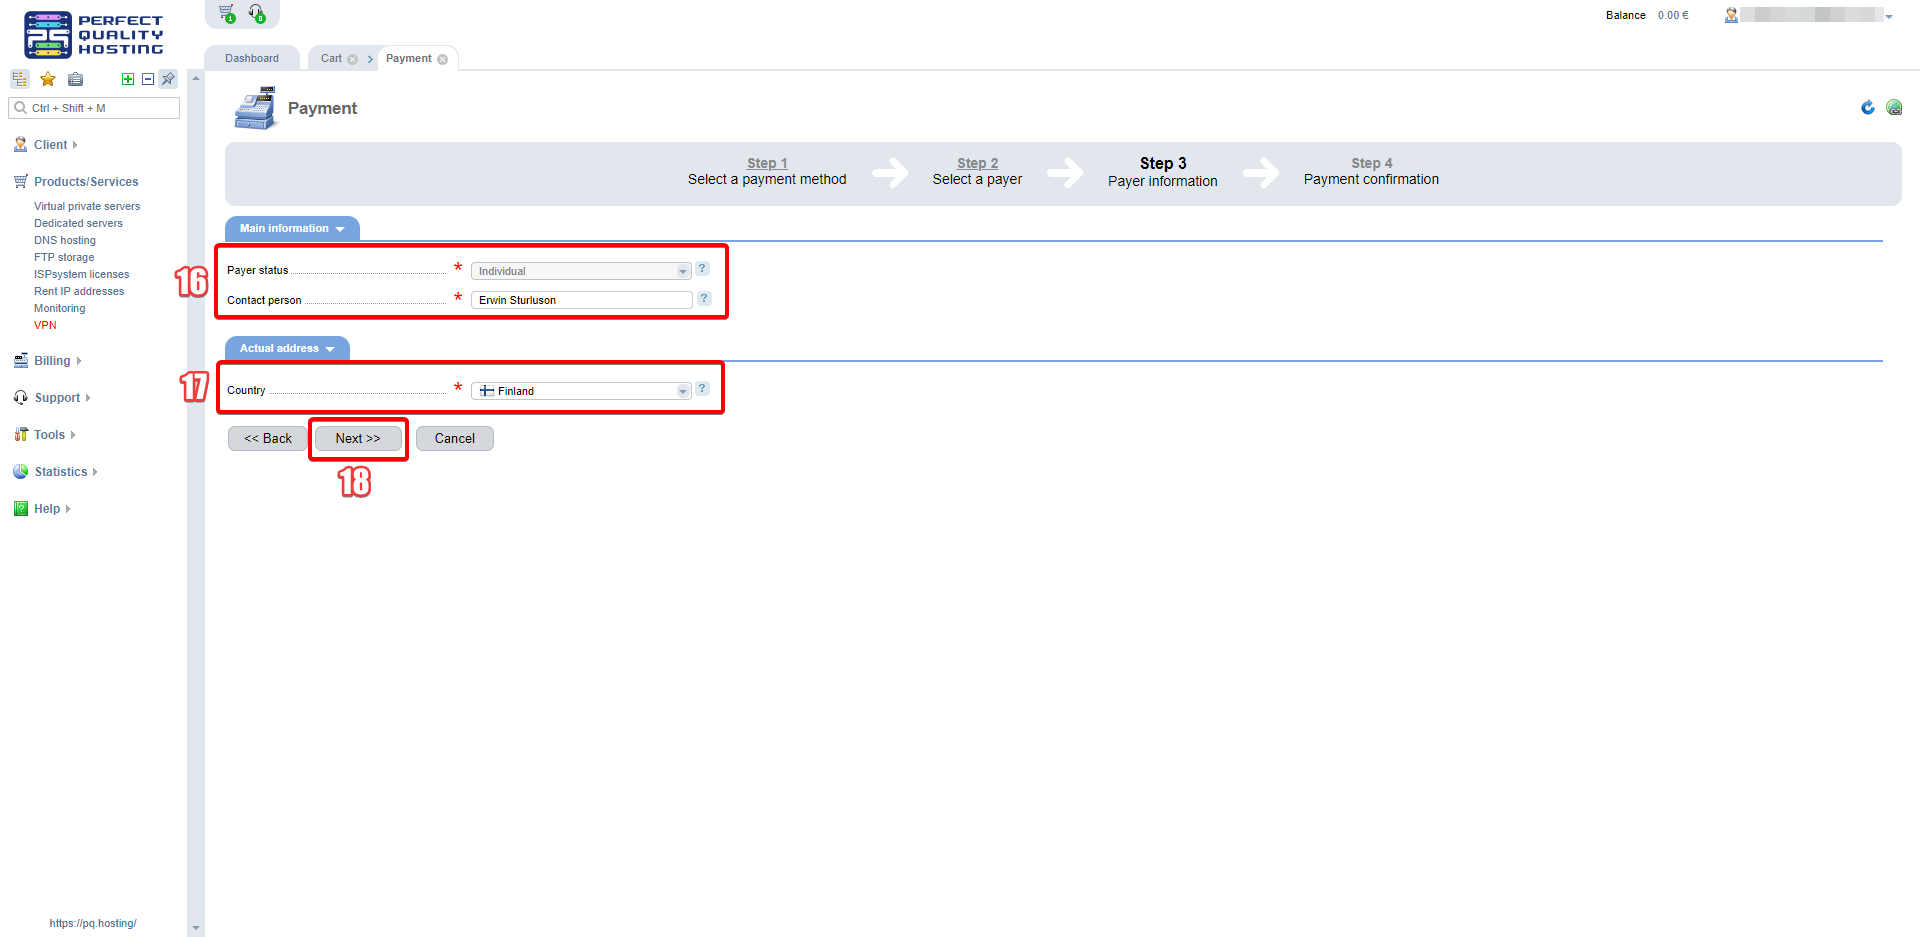 PERFECT
QUALITY
HOSTING
1
0
Balance 0.00 €
Dashboard
Cart
Payment
Ctrl + Shift + M
Payment
Client
Products/Services
Virtual private servers
Dedicated servers
DNS hosting
FTP storage
ISPsystem licenses
Rent IP addresses
Monitoring
VPN
Billing
Support
Tools
Statistics
Help
https://pq.hosting/
Step 1
Select a payment method
Step 2
Select a payer
Step 3
Payer information
Step 4
Payment confirmation
Main information
16
Payer status * Individual ?
Contact person * Erwin Sturluson ?
Actual address
17
Country * Finland ?
<< Back Next >> Cancel
18